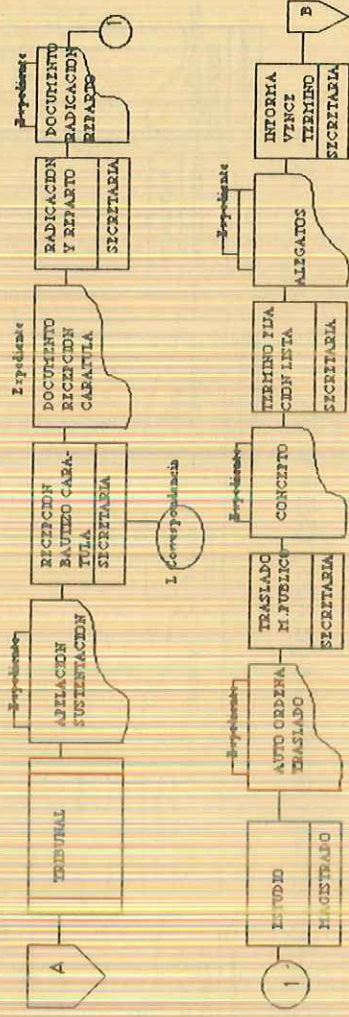 A
TRIBUNAL
Expediente
APELACION
SUSTENTACION
RECEPCION
BAUTIZO CARA-
TULA
SECRETARIA
L Correspondencia
Expediente
DOCUMENTO
RECEPCION
CARATULA
RADICACION
Y REPARTO
SECRETARIA
Expediente
DOCUMENTO
RADICACION
REPARTO
1
1
ESTUDIO
MAGISTRADO
Expediente
AUTO ORDENA
TRASLADO
TRASLADO
M.PUBLICO
SECRETARIA
Expediente
CONCEPTO
TERMINO FIJA
CION LISTA
SECRETARIA
Expediente
ALEGATOS
INFORMA
VENCE
TERMINO
SECRETARIA
B